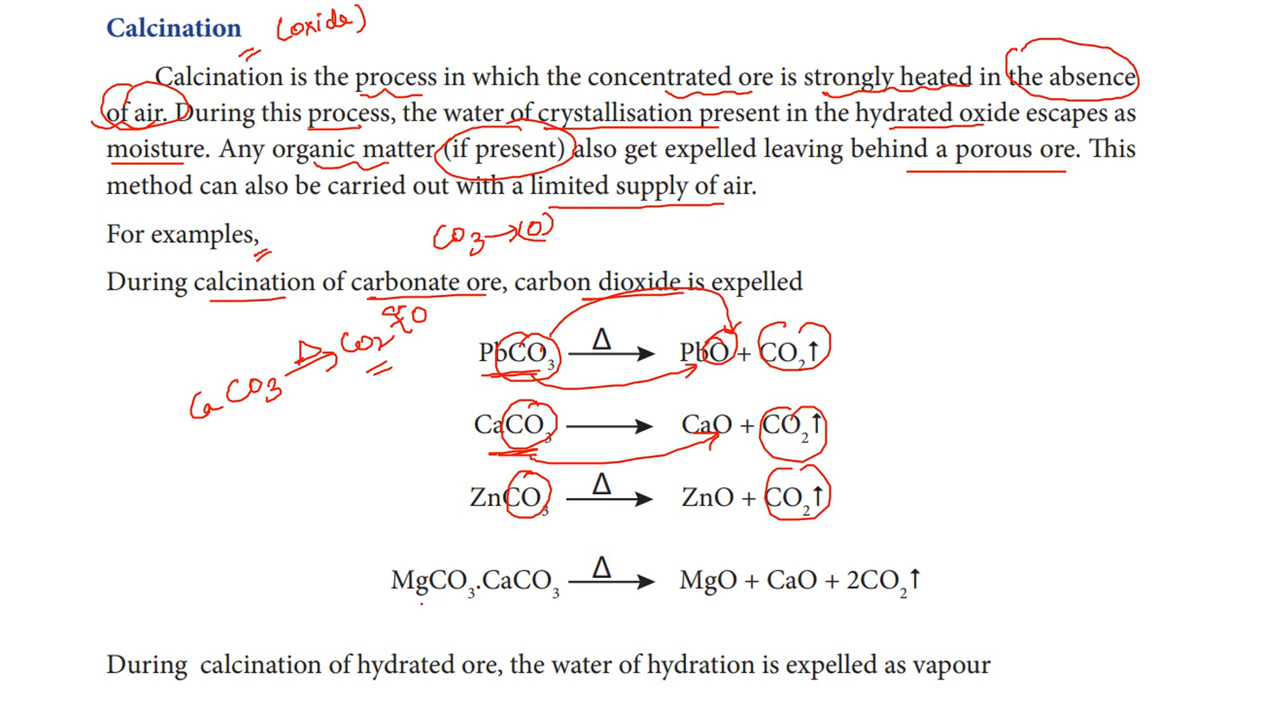 Calcination (oxide)
Calcination is the process in which the concentrated ore is strongly heated in the absence
of air. During this process, the water of crystallisation present in the hydrated oxide escapes as
moisture. Any organic matter (if present) also get expelled leaving behind a porous ore. This
method can also be carried out with a limited supply of air.
For examples,
CO3→(O)
During calcination of carbonate ore, carbon dioxide is expelled
PbCO₃ Δ→ PbO + CO₂↑
CaCO3 Δ→ CO2
CaCO₃ → CaO + CO₂↑
ZnCO₃ Δ→ ZnO + CO₂↑
MgCO₃.CaCO₃ Δ→ MgO + CaO + 2CO₂↑
During calcination of hydrated ore, the water of hydration is expelled as vapour